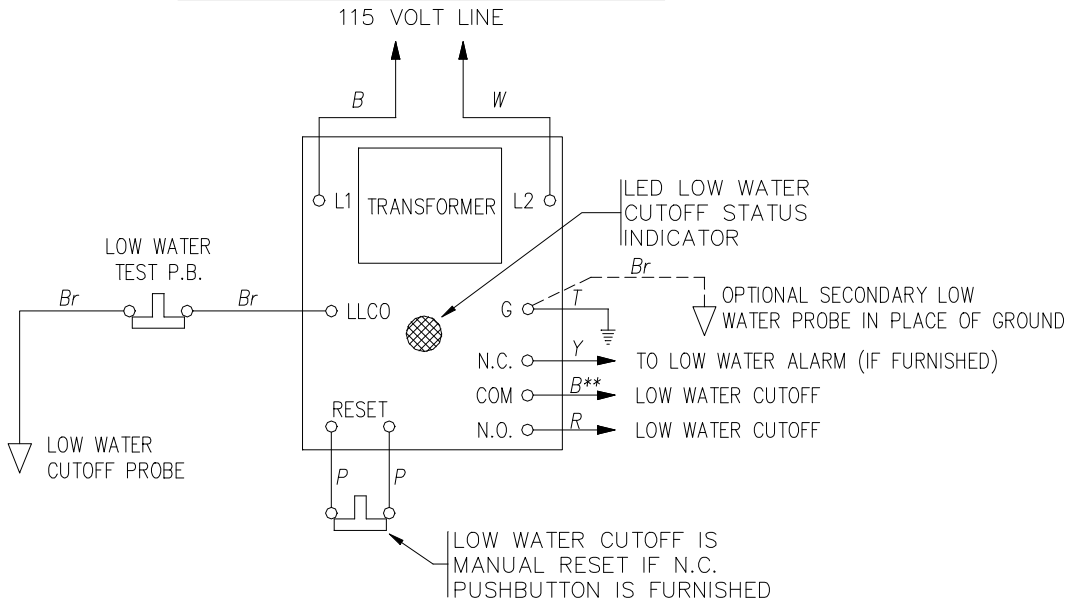 115 VOLT LINE
B
W
L1
TRANSFORMER
L2
LED LOW WATER
CUTOFF STATUS
INDICATOR
LOW WATER
TEST P.B.
Br
Br
LLCO
G
Br
T
OPTIONAL SECONDARY LOW
WATER PROBE IN PLACE OF GROUND
N.C.
Y
TO LOW WATER ALARM (IF FURNISHED)
COM
B**
LOW WATER CUTOFF
N.O.
R
LOW WATER CUTOFF
RESET
LOW WATER
CUTOFF PROBE
P
P
LOW WATER CUTOFF IS
MANUAL RESET IF N.C.
PUSHBUTTON IS FURNISHED